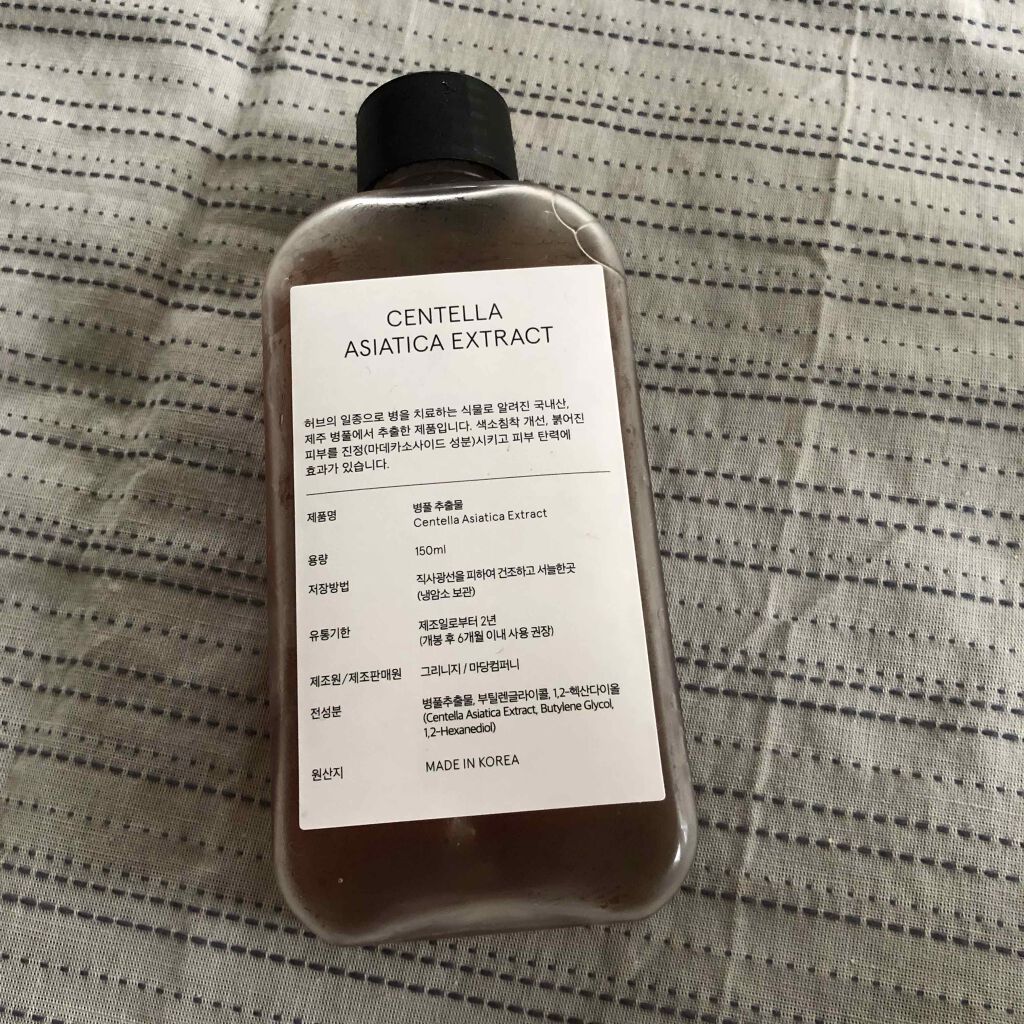 CENTELLA
ASIATICA EXTRACT
허브의 일종으로 병을 치료하는 식물로 알려진 국내산,
제주 병풀에서 추출한 제품입니다. 색소침착 개선, 붉어진
피부를 진정(마데카소사이드 성분)시키고 피부 탄력에
효과가 있습니다.
제품명 병풀 추출물
Centella Asiatica Extract
용량 150ml
저장방법 직사광선을 피하여 건조하고 서늘한곳
(냉암소 보관)
유통기한 제조일로부터 2년
(개봉 후 6개월 이내 사용 권장)
제조원/제조판매원 그리니지 / 마당컴퍼니
전성분 병풀추출물, 부틸렌글라이콜, 1,2-헥산다이올
(Centella Asiatica Extract, Butylene Glycol,
1,2-Hexanediol)
원산지 MADE IN KOREA